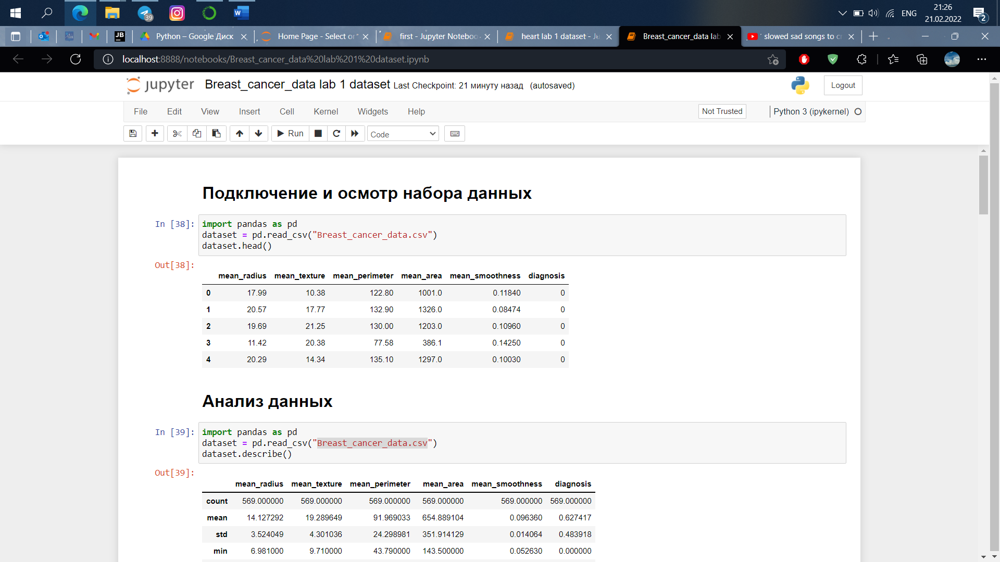 39
21:26
ENG
21.02.2022
2
JB
Python – Google Диск
Home Page - Select or
first - Jupyter Noteboo
heart lab 1 dataset - Ju
Breast_cancer_data lab
slowed sad songs to cr
localhost:8888/notebooks/Breast_cancer_data%20lab%201%20dataset.ipynb
jupyter Breast_cancer_data lab 1 dataset Last Checkpoint: 21 минуту назад (autosaved)
Logout
File Edit View Insert Cell Kernel Widgets Help
Not Trusted
Python 3 (ipykernel)
Run
Code
Подключение и осмотр набора данных
In [38]: import pandas as pd
dataset = pd.read_csv("Breast_cancer_data.csv")
dataset.head()
Out[38]:
mean_radius mean_texture mean_perimeter mean_area mean_smoothness diagnosis
0 17.99 10.38 122.80 1001.0 0.11840 0
1 20.57 17.77 132.90 1326.0 0.08474 0
2 19.69 21.25 130.00 1203.0 0.10960 0
3 11.42 20.38 77.58 386.1 0.14250 0
4 20.29 14.34 135.10 1297.0 0.10030 0
Анализ данных
In [39]: import pandas as pd
dataset = pd.read_csv("Breast_cancer_data.csv")
dataset.describe()
Out[39]:
mean_radius mean_texture mean_perimeter mean_area mean_smoothness diagnosis
count 569.000000 569.000000 569.000000 569.000000 569.000000 569.000000
mean 14.127292 19.289649 91.969033 654.889104 0.096360 0.627417
std 3.524049 4.301036 24.298981 351.914129 0.014064 0.483918
min 6.981000 9.710000 43.790000 143.500000 0.052630 0.000000